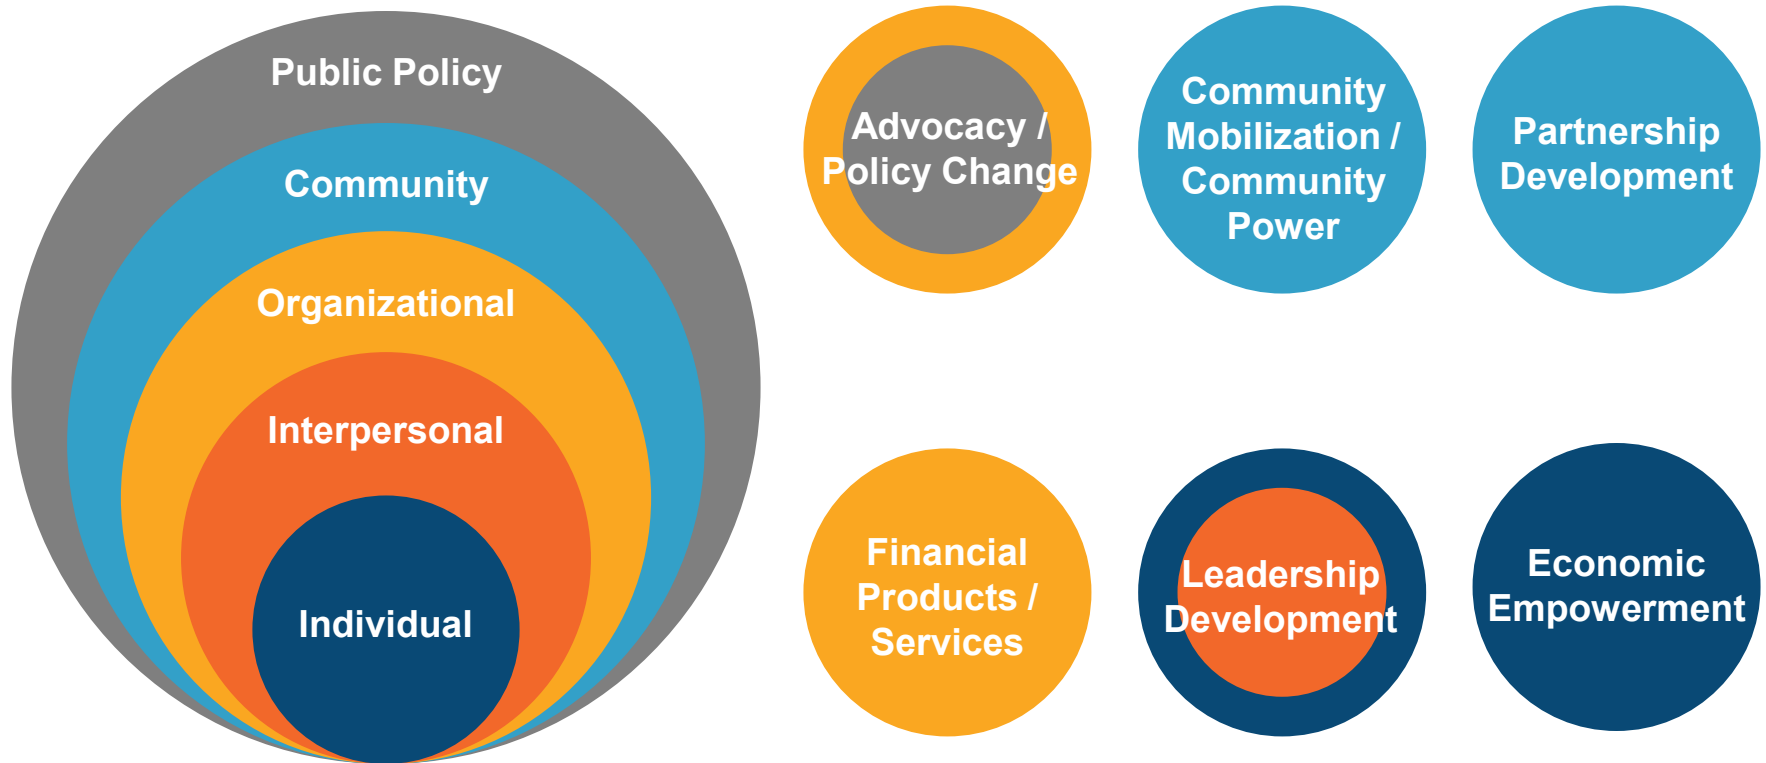 Public Policy
Community
Organizational
Interpersonal
Individual
Advocacy /
Policy Change
Community
Mobilization /
Community
Power
Partnership
Development
Financial
Products /
Services
Leadership
Development
Economic
Empowerment